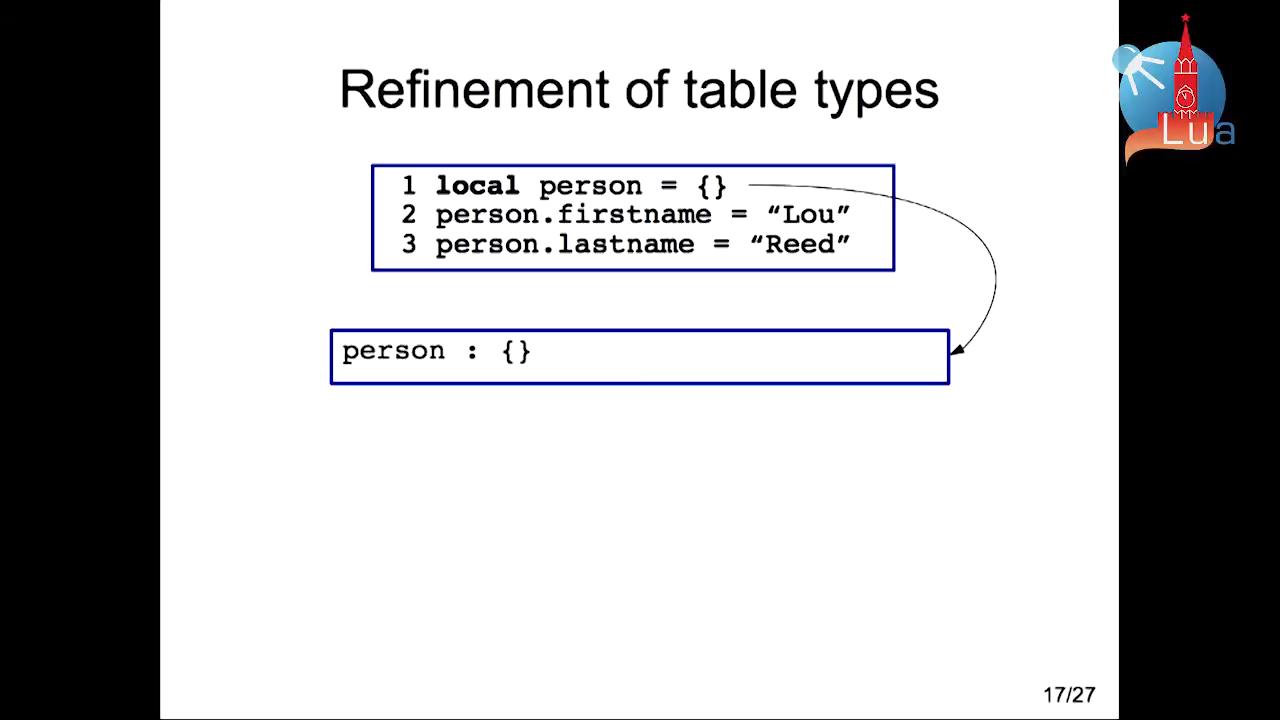 Refinement of table types
Lua
1 local person = {}
2 person.firstname = “Lou”
3 person.lastname = “Reed”
person : {}
17/27